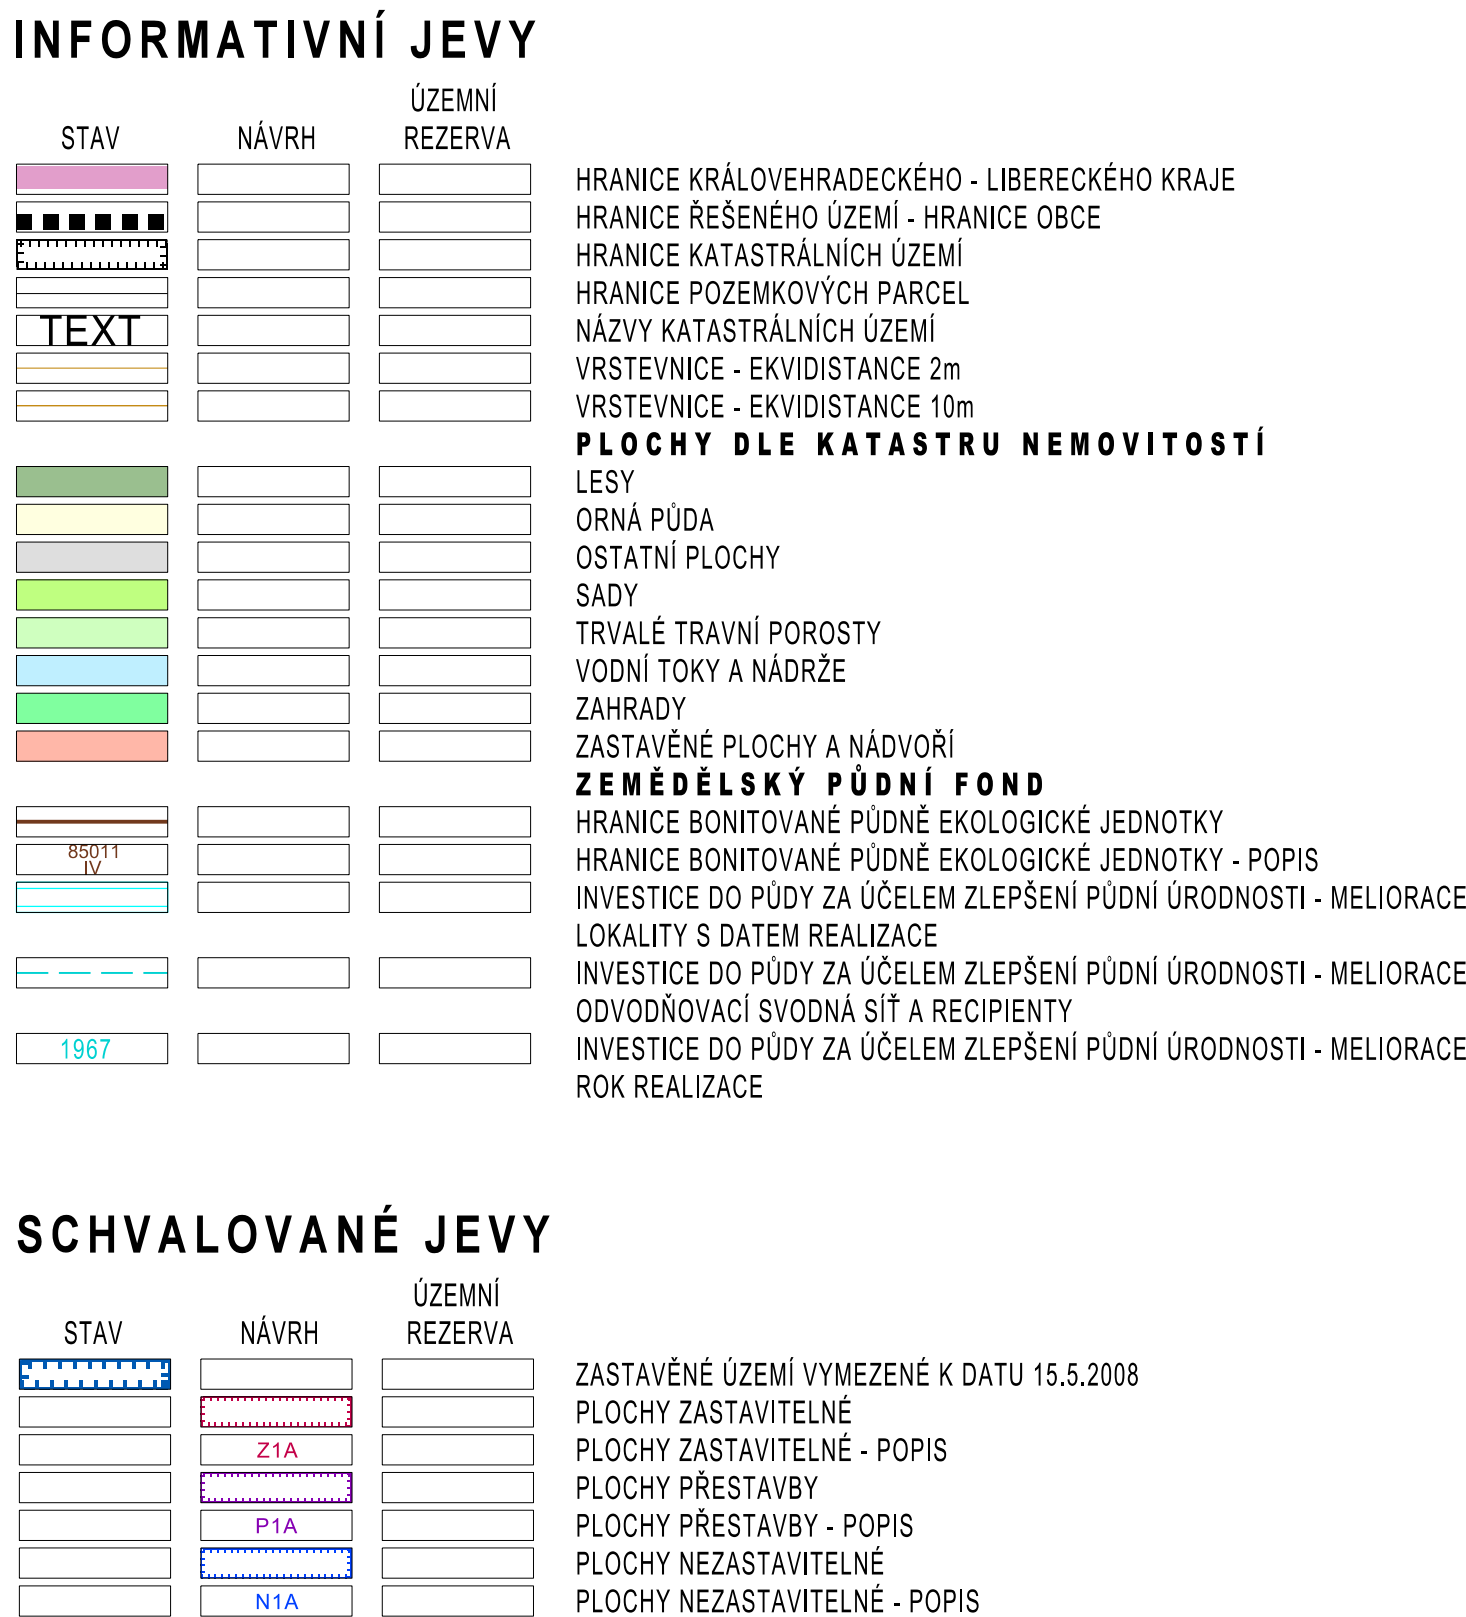 INFORMATIVNÍ JEVY
STAV NÁVRH ÚZEMNÍ
REZERVA
HRANICE KRÁLOVEHRADECKÉHO - LIBERECKÉHO KRAJE
HRANICE ŘEŠENÉHO ÚZEMÍ - HRANICE OBCE
HRANICE KATASTRÁLNÍCH ÚZEMÍ
HRANICE POZEMKOVÝCH PARCEL
TEXT NÁZVY KATASTRÁLNÍCH ÚZEMÍ
VRSTEVNICE - EKVIDISTANCE 2m
VRSTEVNICE - EKVIDISTANCE 10m
PLOCHY DLE KATASTRU NEMOVITOSTÍ
LESY
ORNÁ PŮDA
OSTATNÍ PLOCHY
SADY
TRVALÉ TRAVNÍ POROSTY
VODNÍ TOKY A NÁDRŽE
ZAHRADY
ZASTAVĚNÉ PLOCHY A NÁDVOŘÍ
ZEMĚDĚLSKÝ PŮDNÍ FOND
HRANICE BONITOVANÉ PŮDNĚ EKOLOGICKÉ JEDNOTKY
85011
IV
HRANICE BONITOVANÉ PŮDNĚ EKOLOGICKÉ JEDNOTKY - POPIS
INVESTICE DO PŮDY ZA ÚČELEM ZLEPŠENÍ PŮDNÍ ÚRODNOSTI - MELIORACE
LOKALITY S DATEM REALIZACE
INVESTICE DO PŮDY ZA ÚČELEM ZLEPŠENÍ PŮDNÍ ÚRODNOSTI - MELIORACE
ODVODŇOVACÍ SVODNÁ SÍŤ A RECIPIENTY
1967 INVESTICE DO PŮDY ZA ÚČELEM ZLEPŠENÍ PŮDNÍ ÚRODNOSTI - MELIORACE
ROK REALIZACE
SCHVALOVANÉ JEVY
STAV NÁVRH ÚZEMNÍ
REZERVA
ZASTAVĚNÉ ÚZEMÍ VYMEZENÉ K DATU 15.5.2008
PLOCHY ZASTAVITELNÉ
Z1A PLOCHY ZASTAVITELNÉ - POPIS
PLOCHY PŘESTAVBY
P1A PLOCHY PŘESTAVBY - POPIS
PLOCHY NEZASTAVITELNÉ
N1A PLOCHY NEZASTAVITELNÉ - POPIS